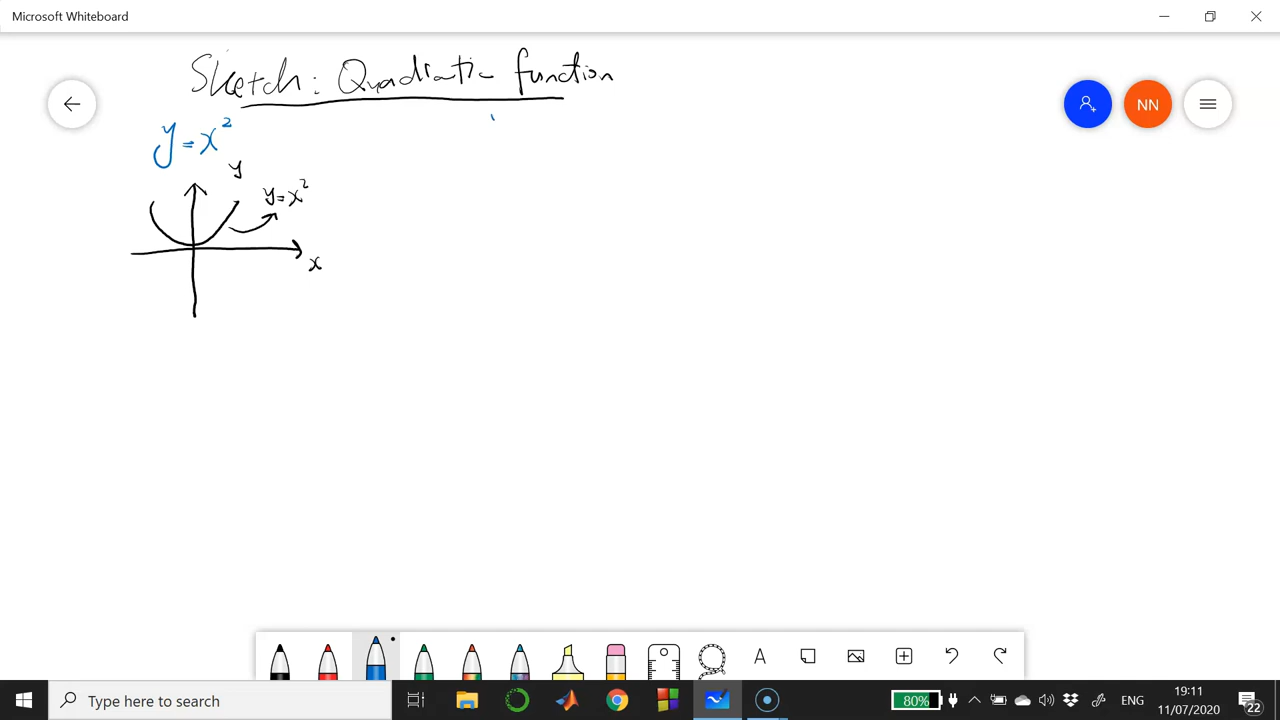 Microsoft Whiteboard
Sketch: Quadratic function
y=x²
y
y=x²
x
NN
A
Type here to search
80%
ENG
19:11
11/07/2020
22